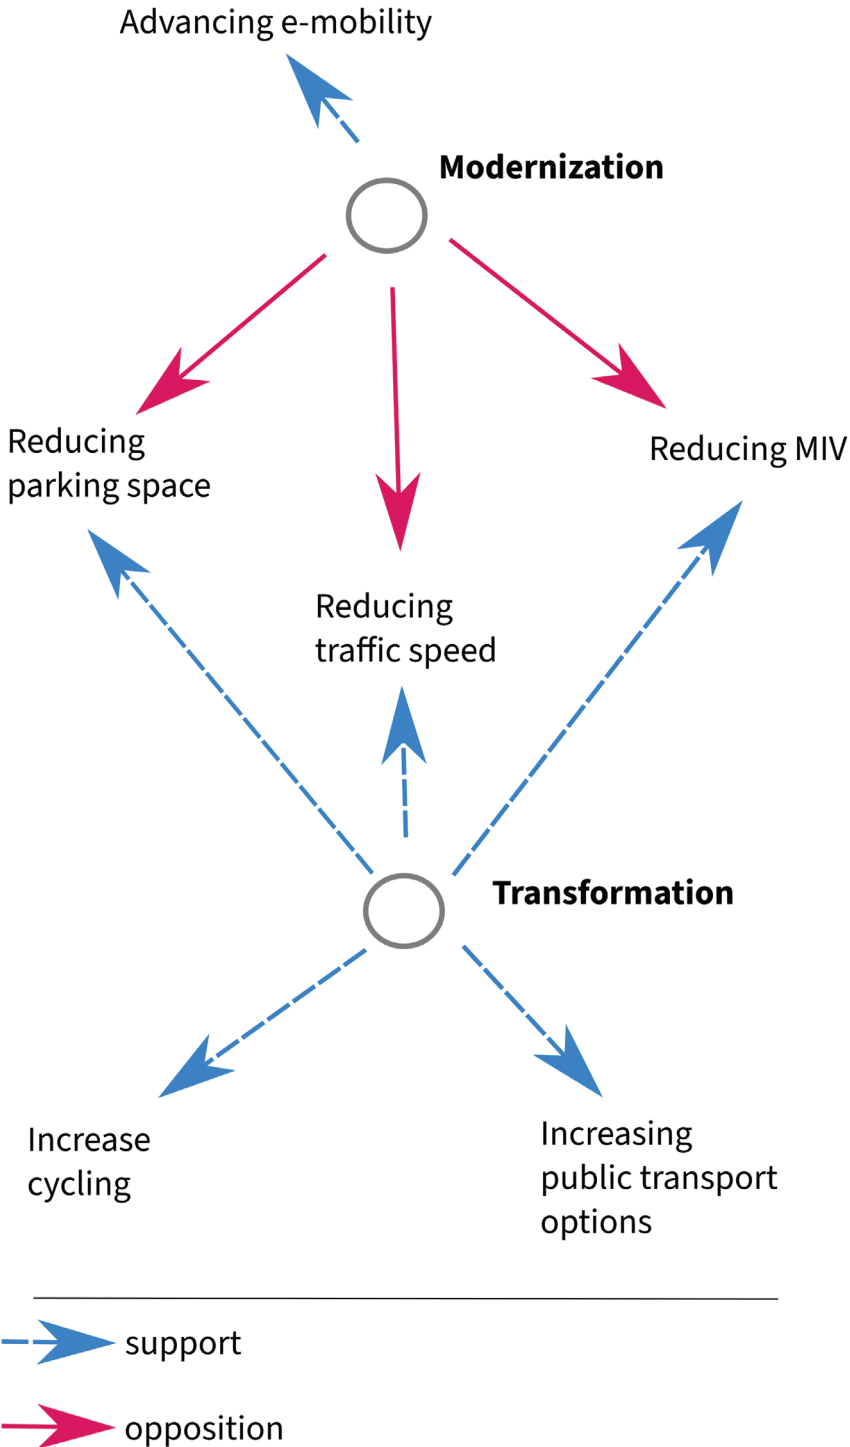 Advancing e-mobility
Modernization
Reducing
parking space
Reducing MIV
Reducing
traffic speed
Transformation
Increase
cycling
Increasing
public transport
options
support
opposition